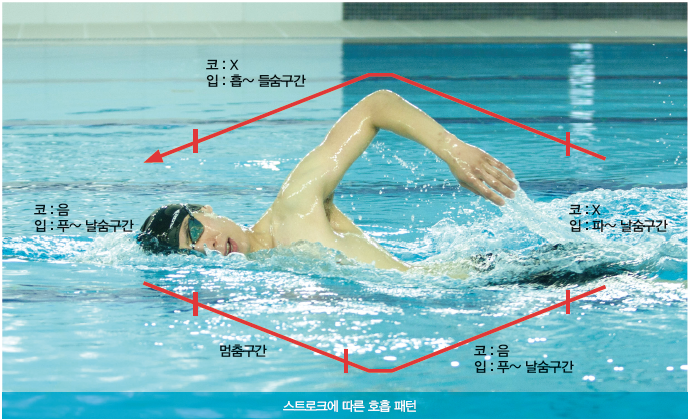 코 : X
입 : 흡~ 들숨구간
코 : 음
입 : 푸~ 날숨구간
코 : X
입 : 파~ 날숨구간
멈춤구간
코 : 음
입 : 푸~ 날숨구간
스트로크에 따른 호흡 패턴